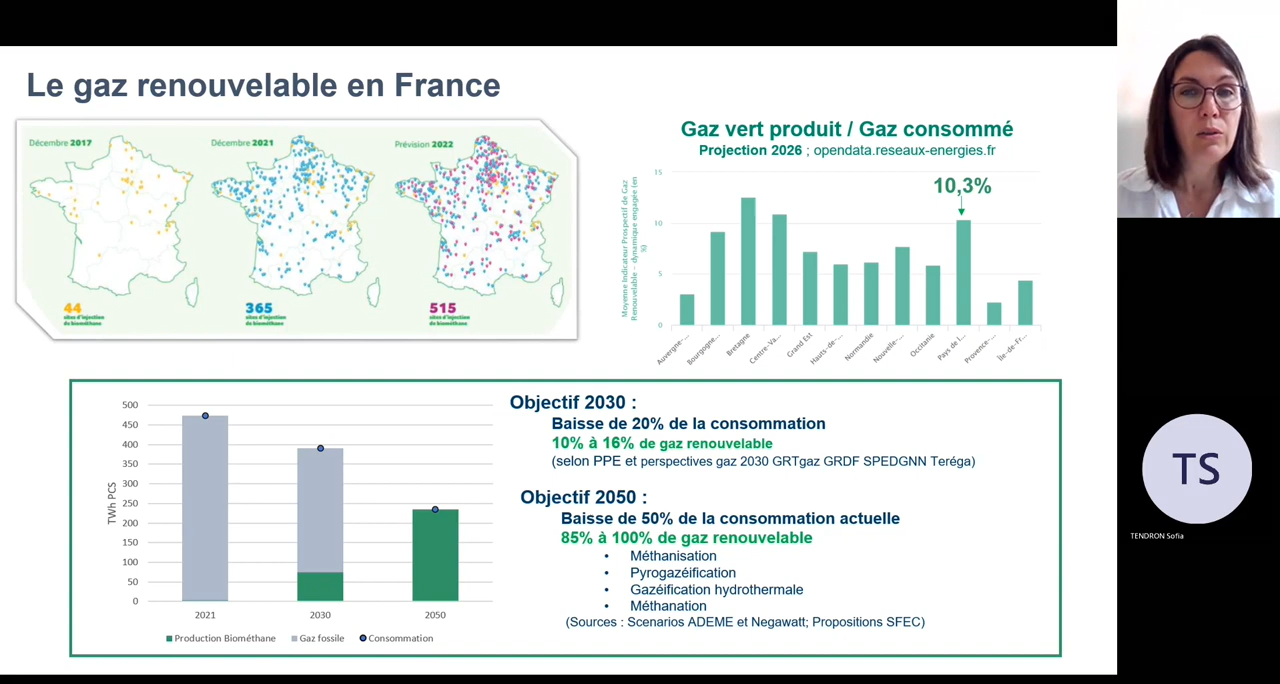 Le gaz renouvelable en France
Décembre 2017
Décembre 2021
Prévision 2022
44
sites d'injection
de biométhane
365
sites d'injection
de biométhane
515
sites d'injection
de biométhane
Gaz vert produit / Gaz consommé
Projection 2026 ; opendata.reseaux-energies.fr
Moyenne Indicateur Prospectif de Gaz
Renouvelable – dynamique engagée (en
%)
15
10
5
0
10,3%
Auvergne-...
Bourgogne...
Bretagne
Centre-Va...
Grand Est
Hauts-de-...
Normandie
Nouvelle-...
Occitanie
Pays de l...
Provence-...
Île-de-Fr...
TWh PCS
500
450
400
350
300
250
200
150
100
50
0
2021
2030
2050
Production Biométhane
Gaz fossile
Consommation
Objectif 2030 :
Baisse de 20% de la consommation
10% à 16% de gaz renouvelable
(selon PPE et perspectives gaz 2030 GRTgaz GRDF SPEDGNN Teréga)
Objectif 2050 :
Baisse de 50% de la consommation actuelle
85% à 100% de gaz renouvelable
• Méthanisation
• Pyrogazéification
• Gazéification hydrothermale
• Méthanation
(Sources : Scenarios ADEME et Negawatt; Propositions SFEC)
TS
TENDRON Sofia